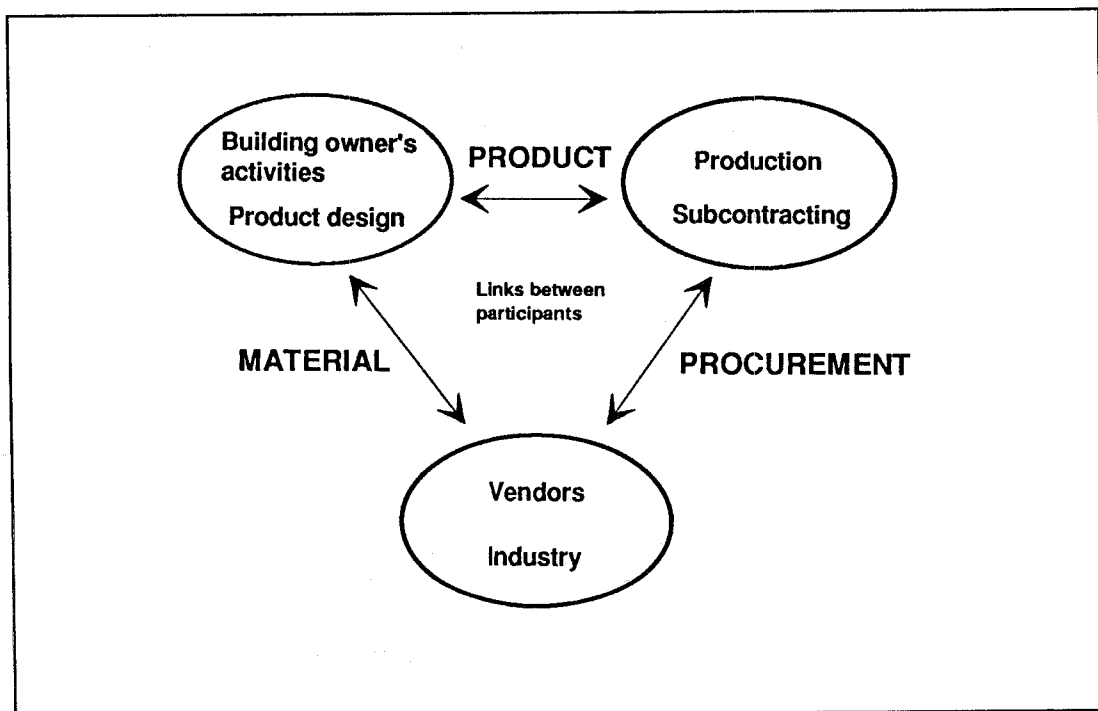 Building owner's
activities
Product design
PRODUCT
Production
Subcontracting
Links between
participants
MATERIAL
PROCUREMENT
Vendors
Industry